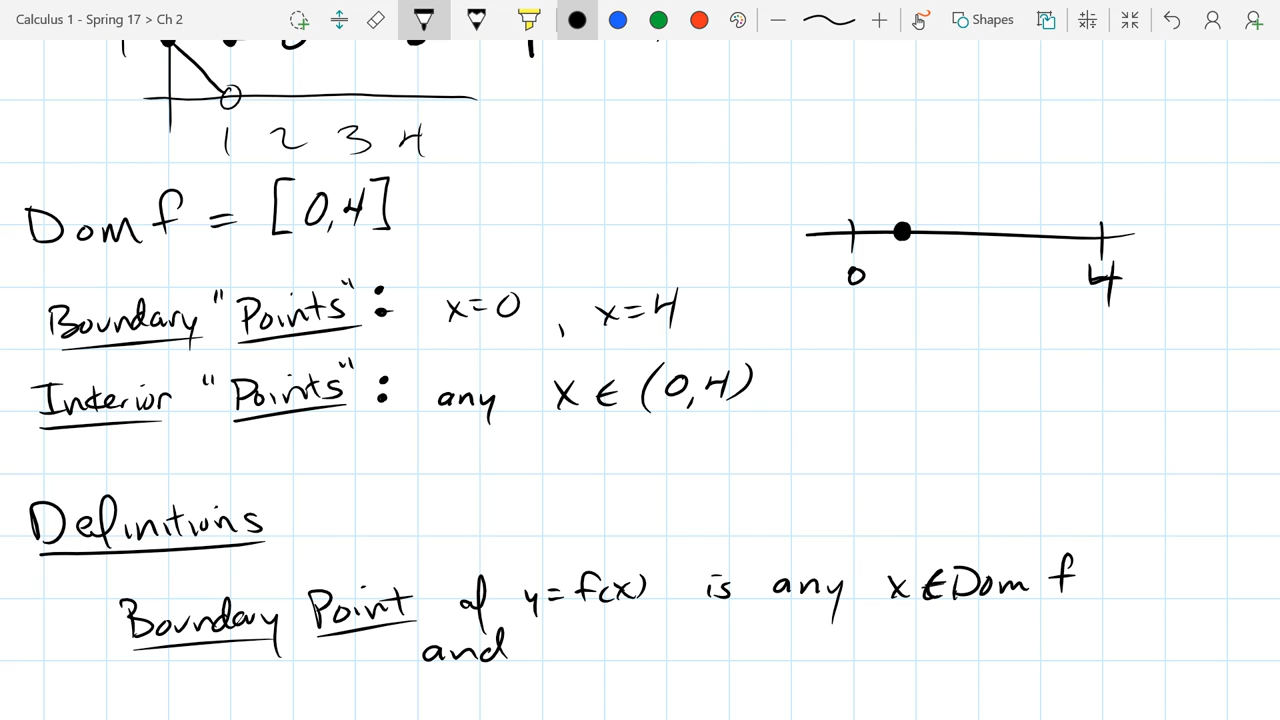 Calculus 1 - Spring 17 > Ch 2
Shapes
1 2 3 4
Dom f = [0,4]
0 4
Boundary "Points": x=0, x=4
Interior "Points": any x ∈ (0,4)
Definitions
Boundary Point of y=f(x) is any x ∈ Dom f
and